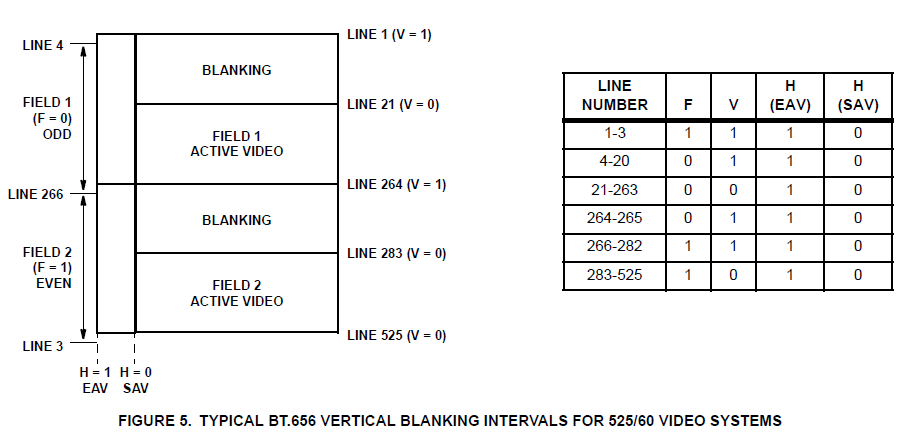 LINE 4
FIELD 1
(F = 0)
ODD
LINE 266
FIELD 2
(F = 1)
EVEN
LINE 3
BLANKING
FIELD 1
ACTIVE VIDEO
BLANKING
FIELD 2
ACTIVE VIDEO
LINE 1 (V = 1)
LINE 21 (V = 0)
LINE 264 (V = 1)
LINE 283 (V = 0)
LINE 525 (V = 0)
H = 1 H = 0
EAV SAV
LINE NUMBER F V H (EAV) H (SAV)
1-3 1 1 1 0
4-20 0 1 1 0
21-263 0 0 1 0
264-265 0 1 1 0
266-282 1 1 1 0
283-525 1 0 1 0
FIGURE 5. TYPICAL BT.656 VERTICAL BLANKING INTERVALS FOR 525/60 VIDEO SYSTEMS